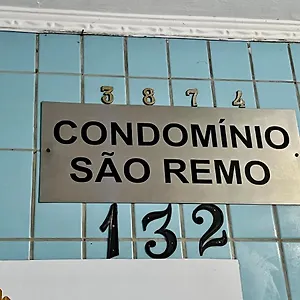 3874
CONDOMÍNIO
SÃO REMO
132